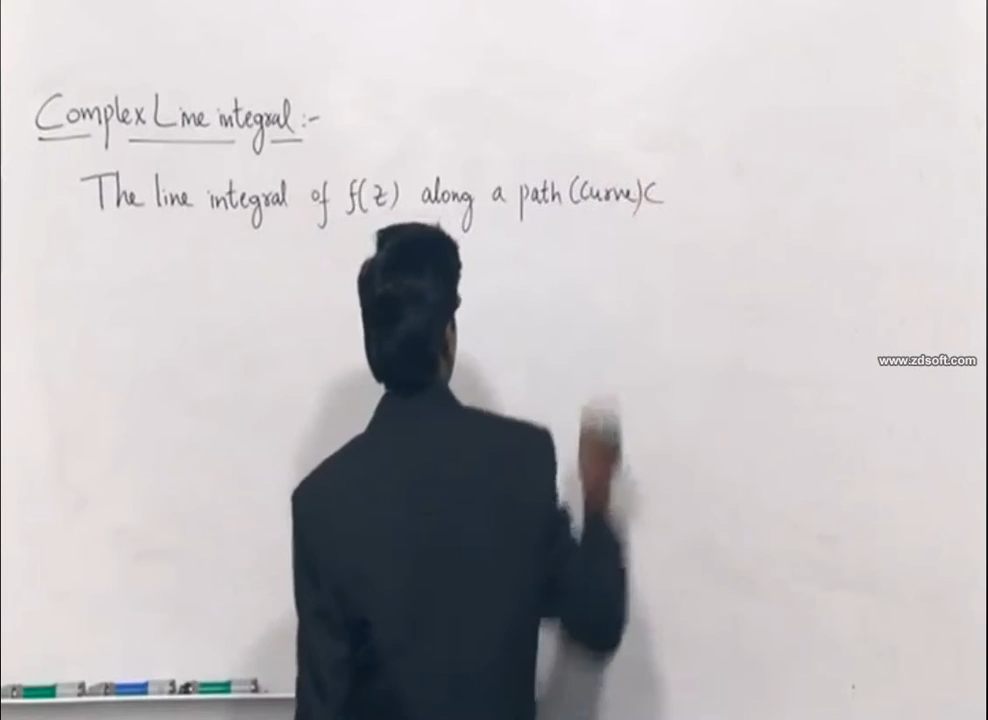 Complex Line integral :-
The line integral of f(z) along a path (Curve) C
www.zdsoft.com